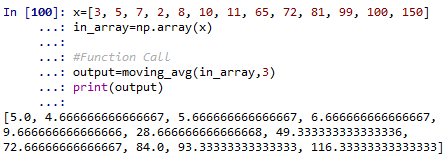 In [100]: x=[3, 5, 7, 2, 8, 10, 11, 65, 72, 81, 99, 100, 150]
...: in_array=np.array(x)
...:
...: #Function Call
...: output=moving_avg(in_array,3)
...: print(output)
...:
[5.0, 4.666666666666667, 5.666666666666667, 6.666666666666667,
9.666666666666666, 28.666666666666668, 49.333333333333336,
72.66666666666667, 84.0, 93.33333333333333, 116.33333333333333]